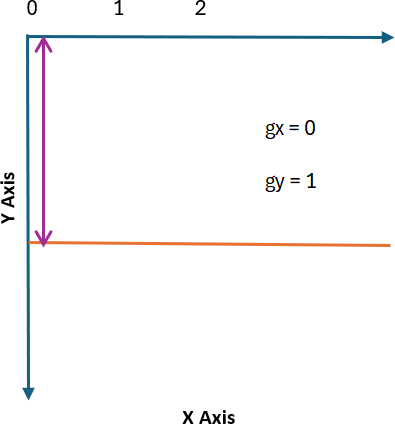 0 1 2
gx = 0
gy = 1
Y Axis
X Axis